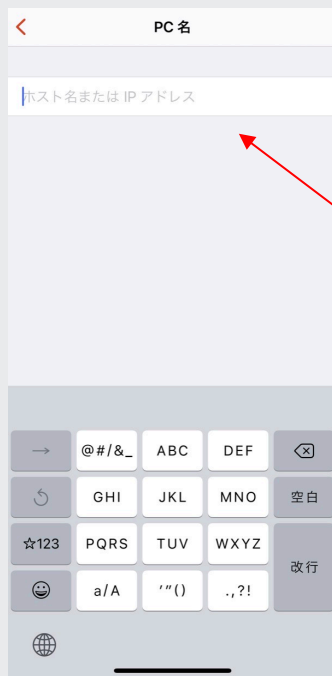 PC 名
ホスト名または IP アドレス
→ @#/&_ ABC DEF
GHI JKL MNO 空白
☆123 PQRS TUV WXYZ 改行
a/A ’”() .,?!